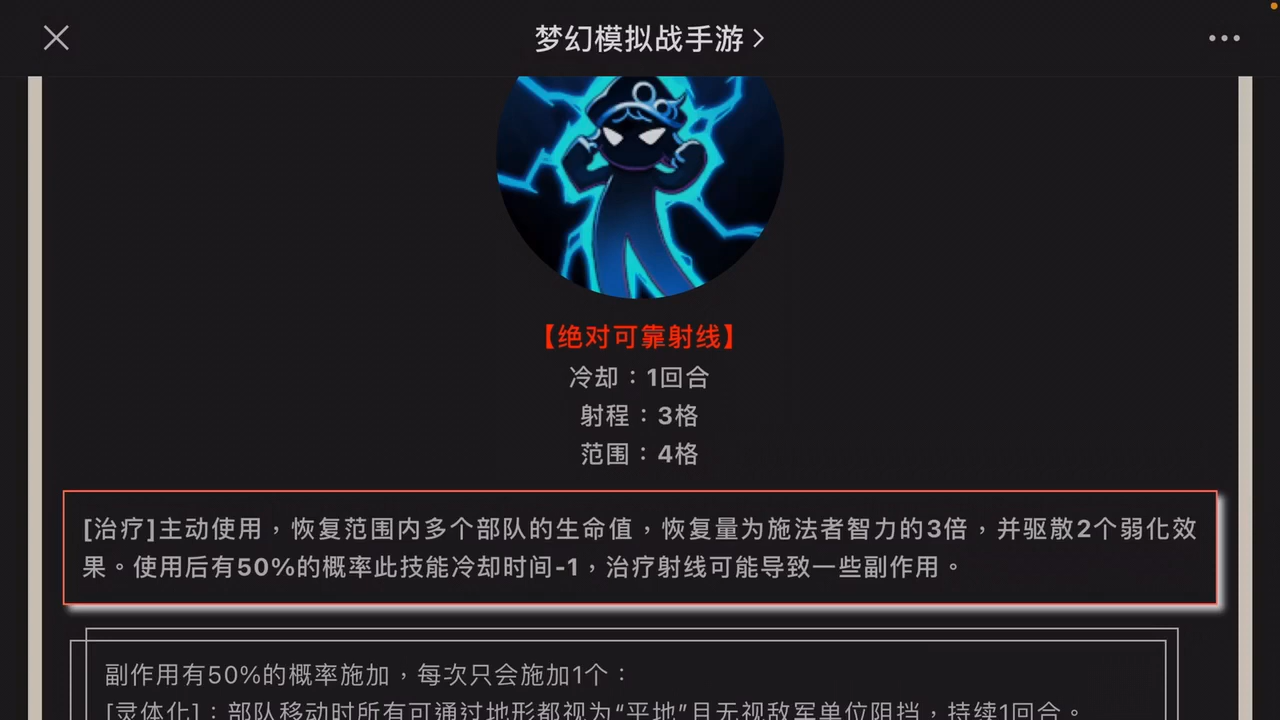 梦幻模拟战手游
【绝对可靠射线】
冷却：1回合
射程：3格
范围：4格
[治疗]主动使用，恢复范围内多个部队的生命值，恢复量为施法者智力的3倍，并驱散2个弱化效
果。使用后有50%的概率此技能冷却时间-1，治疗射线可能导致一些副作用。
副作用有50%的概率施加，每次只会施加1个：
[灵体化]：部队移动时所有可通过地形都视为“平地”且无视敌军单位阻挡，持续1回合。